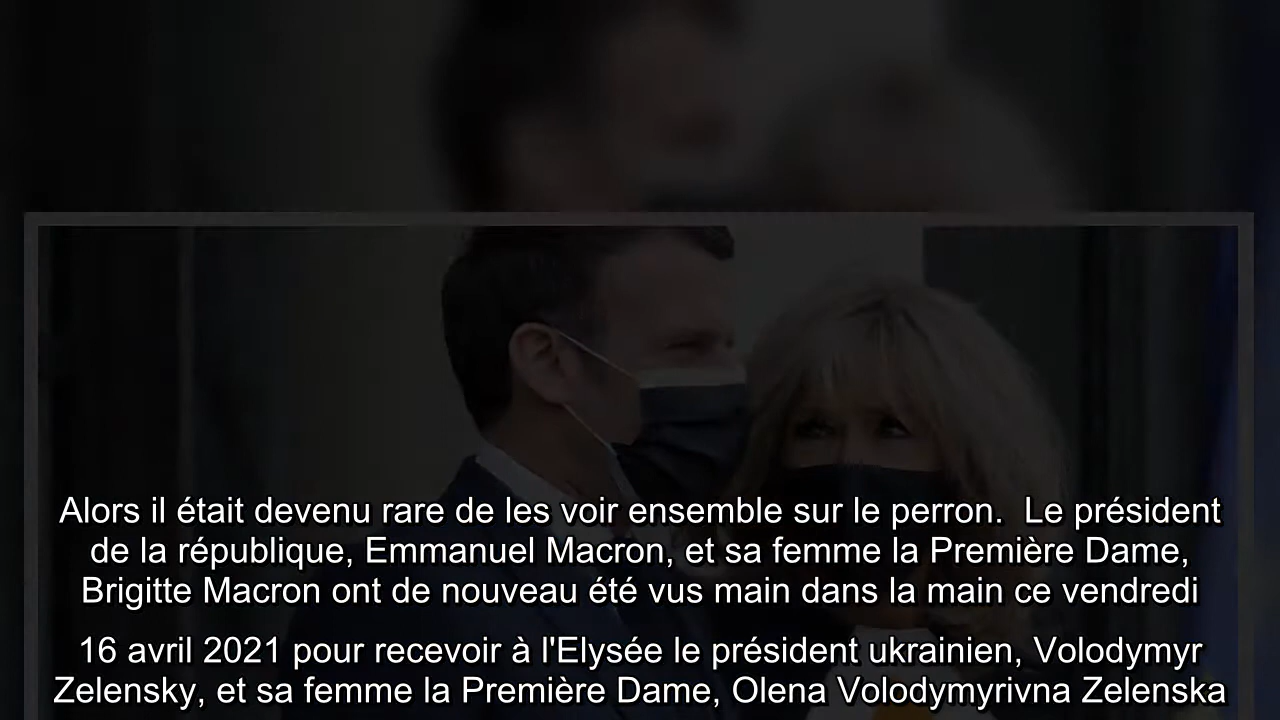 Alors il était devenu rare de les voir ensemble sur le perron.  Le président
de la république, Emmanuel Macron, et sa femme la Première Dame,
Brigitte Macron ont de nouveau été vus main dans la main ce vendredi
16 avril 2021 pour recevoir à l'Elysée le président ukrainien, Volodymyr
Zelensky, et sa femme la Première Dame, Olena Volodymyrivna Zelenska